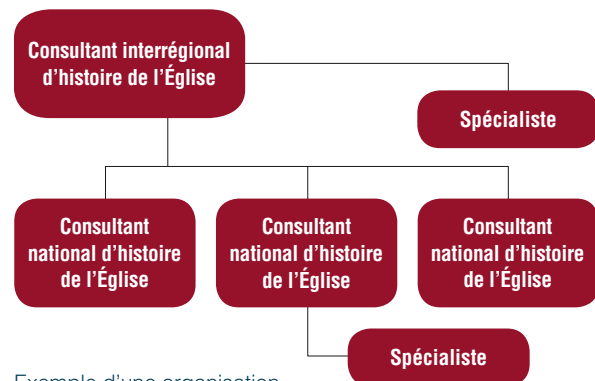 Consultant interrégional
d'histoire de l'Église
Spécialiste
Consultant
national d'histoire
de l'Église
Consultant
national d'histoire
de l'Église
Consultant
national d'histoire
de l'Église
Spécialiste
Exemple d'une organisation